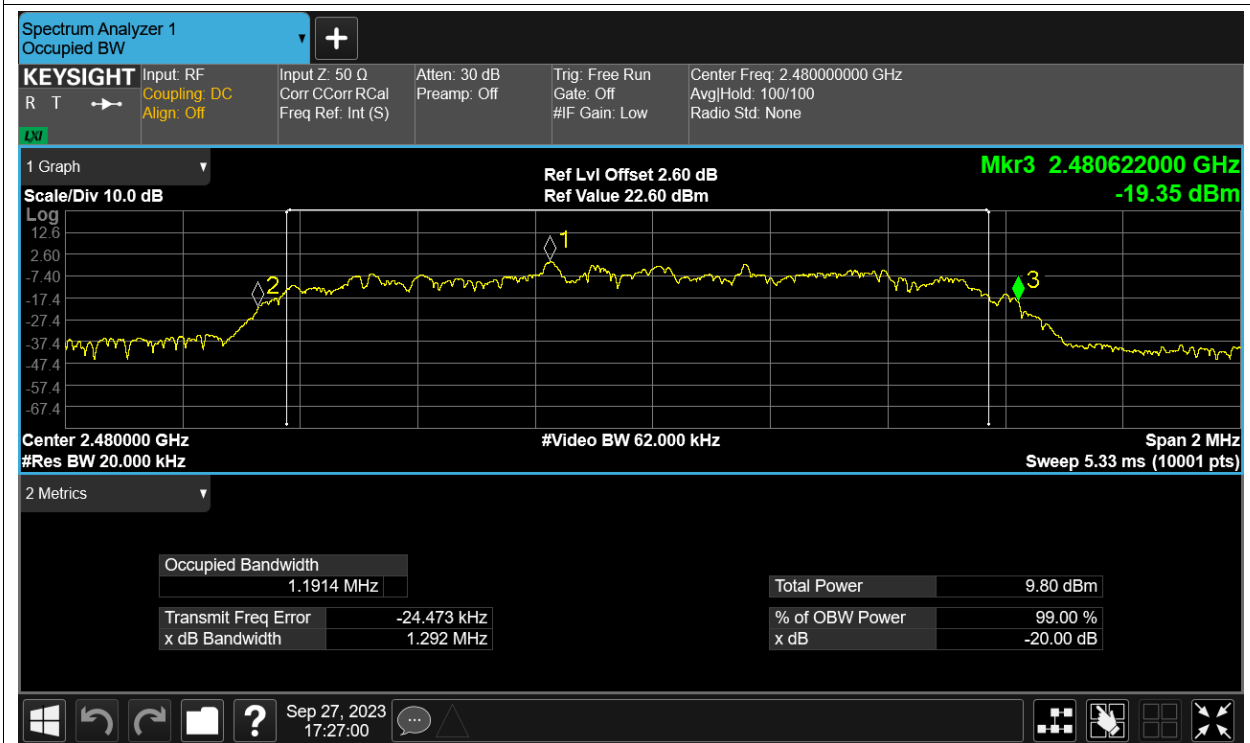 Spectrum Analyzer 1
Occupied BW
KEYSIGHT
R T
LXI
Input: RF
Coupling: DC
Align: Off
Input Z: 50 Ω
Corr CCorr RCal
Freq Ref: Int (S)
Atten: 30 dB
Preamp: Off
Trig: Free Run
Gate: Off
#IF Gain: Low
Center Freq: 2.480000000 GHz
Avg|Hold: 100/100
Radio Std: None
1 Graph
Scale/Div 10.0 dB
Ref Lvl Offset 2.60 dB
Ref Value 22.60 dBm
Mkr3 2.480622000 GHz
-19.35 dBm
Log
12.6
2.60
-7.40
-17.4
-27.4
-37.4
-47.4
-57.4
-67.4
1
2
3
Center 2.480000 GHz
#Res BW 20.000 kHz
#Video BW 62.000 kHz
Span 2 MHz
Sweep 5.33 ms (10001 pts)
2 Metrics
Occupied Bandwidth
1.1914 MHz
Transmit Freq Error -24.473 kHz
x dB Bandwidth 1.292 MHz
Total Power 9.80 dBm
% of OBW Power 99.00 %
x dB -20.00 dB
?
Sep 27, 2023
17:27:00